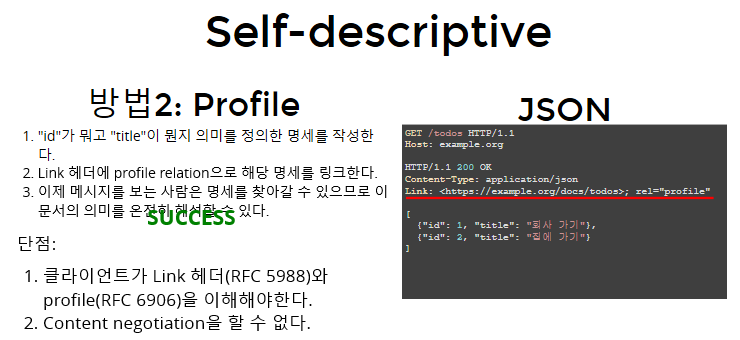 Self-descriptive
방법2: Profile
1. "id"가 뭐고 "title"이 뭔지 의미를 정의한 명세를 작성한
다.
2. Link 헤더에 profile relation으로 해당 명세를 링크한다.
3. 이제 메시지를 보는 사람은 명세를 찾아갈 수 있으므로 이
문서의 의미를 온전히 해석할 수 있다.
SUCCESS
단점:
1. 클라이언트가 Link 헤더(RFC 5988)와
profile(RFC 6906)을 이해해야한다.
2. Content negotiation을 할 수 없다.
JSON
GET /todos HTTP/1.1
Host: example.org
HTTP/1.1 200 OK
Content-Type: application/json
Link: <https://example.org/docs/todos>; rel="profile"
[
{"id": 1, "title": "회사 가기"},
{"id": 2, "title": "집에 가기"}
]